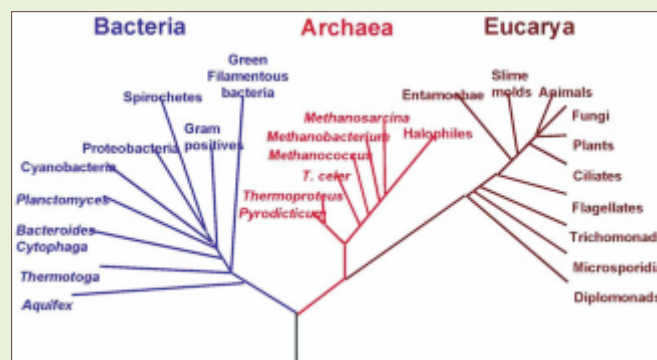 Bacteria
Archaea
Eucarya
Green
Filamentous
bacteria
Spirochetes
Gram
positives
Proteobacteria
Cyanobacteria
Planctomyces
Bacteroides
Cytophaga
Thermotoga
Aquifex
Methanosarcina
Methanobacterium
Halophiles
Methanococcus
T. celer
Thermoproteus
Pyrodicticum
Entamoebae
Slime
molds
Animals
Fungi
Plants
Ciliates
Flagellates
Trichomonads
Microsporidia
Diplomonads